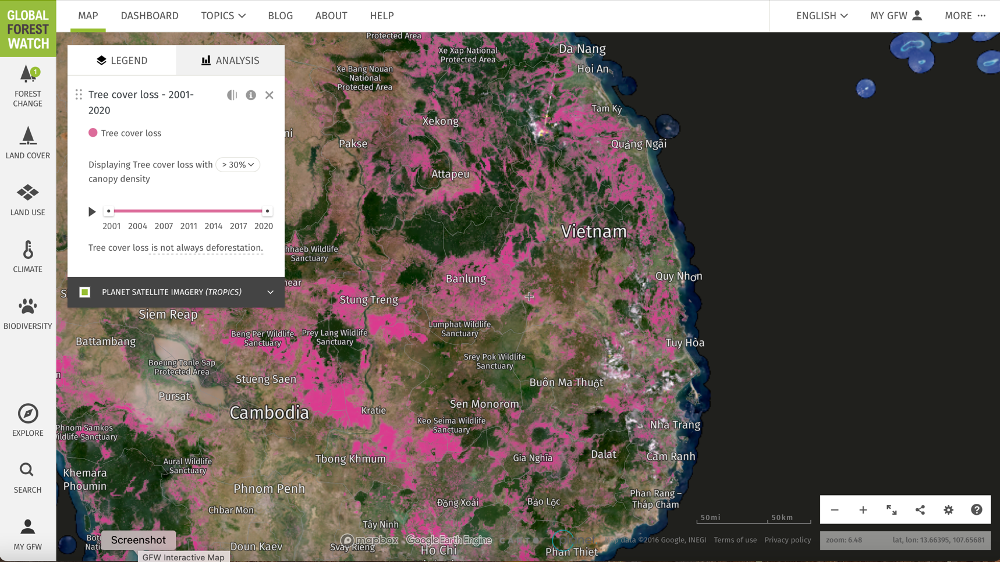 GLOBAL
FOREST
WATCH
MAP
DASHBOARD
TOPICS
BLOG
ABOUT
HELP
ENGLISH
MY GFW
MORE
1
FOREST
CHANGE
LAND COVER
LAND USE
CLIMATE
BIODIVERSITY
EXPLORE
SEARCH
MY GFW
LEGEND
ANALYSIS
Tree cover loss - 2001-
2020
Tree cover loss
Displaying Tree cover loss with > 30%
canopy density
2001 2004 2007 2011 2014 2017 2020
Tree cover loss is not always deforestation.
PLANET SATELLITE IMAGERY (TROPICS)
Protected Area
Xe Xap National
Protected Area
Da Nang
Hoi An
Xe Bang Nouan
National
Protected Area
Tam Kỳ
Xekong
Pakse
Quảng Ngãi
Attapeu
Vietnam
Wildlife
Sanctuary
Banlung
Quy Nhơn
Stung Treng
Siem Reap
Lumphat Wildlife
Sanctuary
Beng Per Wildlife
Sanctuary
Prey Lang Wildlife
Sanctuary
Battambang
Tuy Hòa
Boeung Tonle Sap
Protected Area
Srey Pok Wildlife
Sanctuary
Stueng Saen
Buôn Ma Thuột
Pursat
Sen Monorom
Cambodia
Kratie
Keo Seima Wildlife
Sanctuary
Nha Trang
Phnom Samkos
Wildlife Sanctuary
Tbong Khmum
Gia Nghĩa
Dalat
Cam Ranh
Aural Wildlife
Sanctuary
Khemara
Phoumin
Phnom Penh
Phan Rang –
Tháp Chàm
Đồng Xoài
Bảo Lộc
Chbar Mon
Tây Ninh
Doun Kaev
Svay Rieng
Ho Chi
Phan Thiet
Screenshot
GFW Interactive Map
mapbox
Google Earth Engine
50mi
50km
Map data ©2016 Google, INEGI
Terms of use
Privacy policy
zoom: 6.48
lat, lon: 13.66395, 107.65681